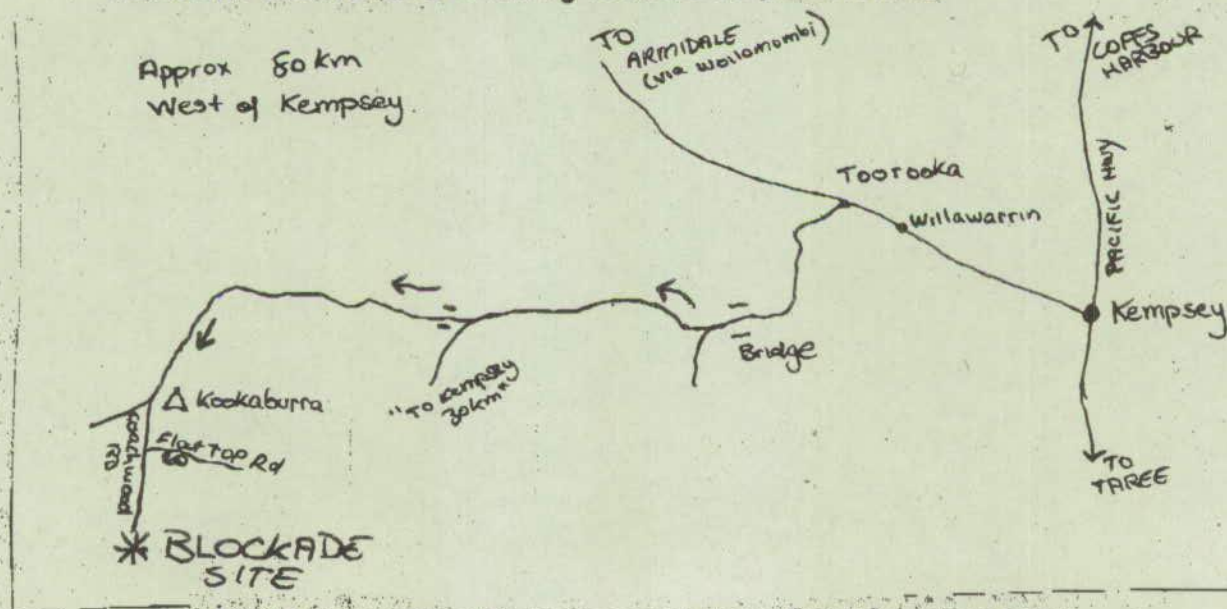 Approx 80 km
West of Kempsey.
TO
ARMIDALE
(via Wollomombi)
TO
COFFS
HARBOUR
PACIFIC HWY
TOOROOKA
Willawarrin
Kempsey
Bridge
"TO Kempsey
30km"
Kookaburra
COACHWOOD
RD
Flat Top Rd
TO
TAREE
BLOCKADE
SITE